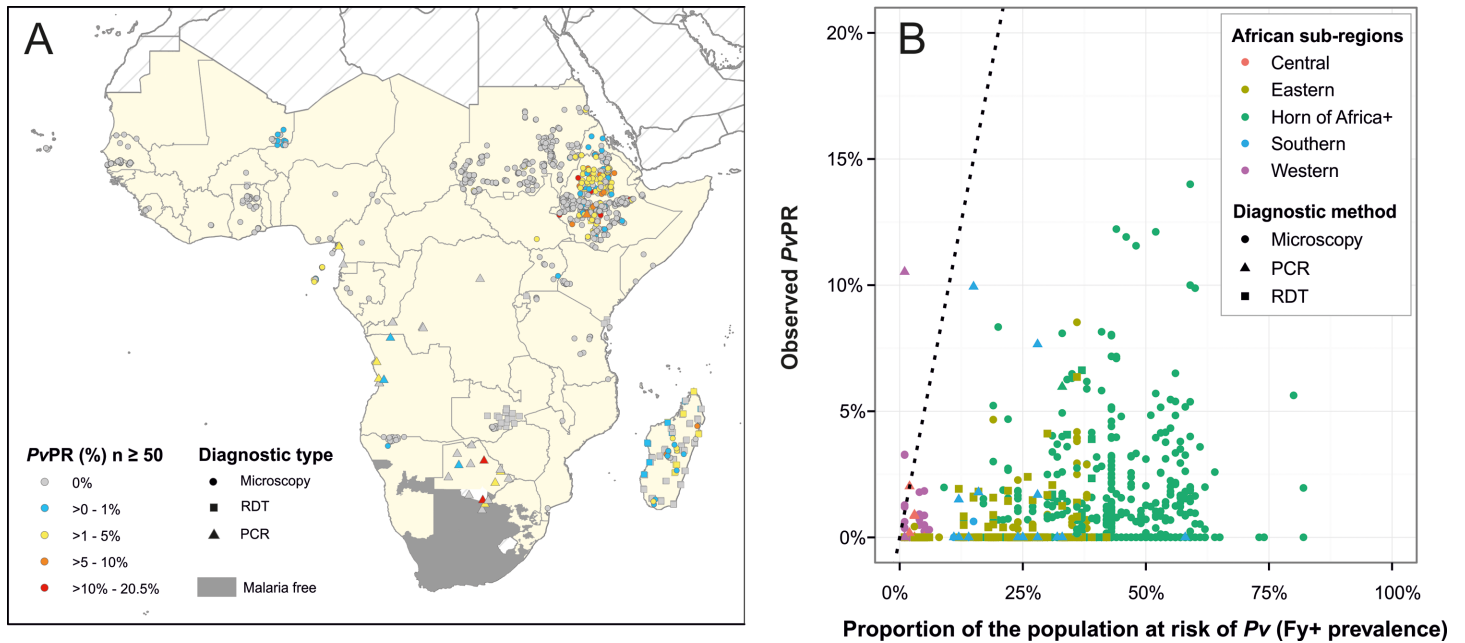 A
PvPR (%) n ≥ 50
0%
>0 - 1%
>1 - 5%
>5 - 10%
>10% - 20.5%
Diagnostic type
Microscopy
RDT
PCR
Malaria free
B
20%
15%
10%
5%
0%
Observed PvPR
African sub-regions
Central
Eastern
Horn of Africa+
Southern
Western
Diagnostic method
Microscopy
PCR
RDT
0% 25% 50% 75% 100%
Proportion of the population at risk of Pv (Fy+ prevalence)